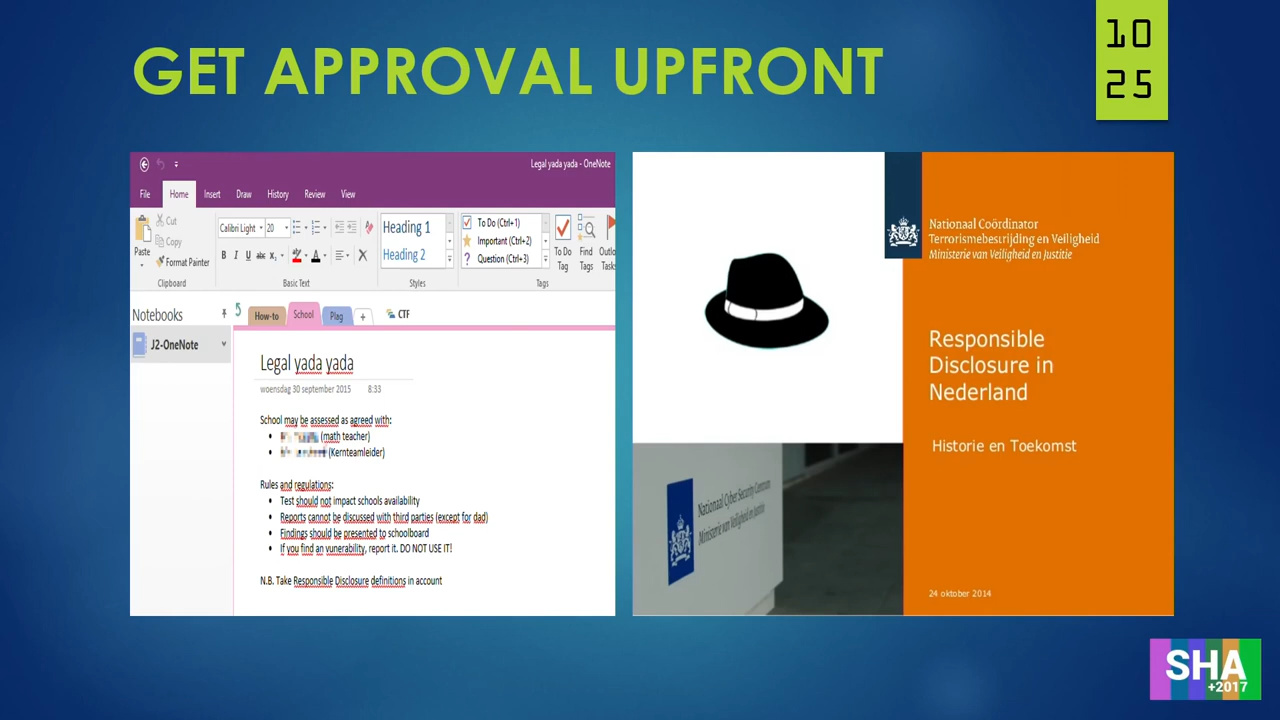 GET APPROVAL UPFRONT
10
25
Legal yada yada - OneNote
File Home Insert Draw History Review View
Paste
Cut
Copy
Format Painter
Clipboard
Calibri Light 20
B I U abc x₂ A
Basic Text
Heading 1
Heading 2
Styles
To Do (Ctrl+1)
Important (Ctrl+2)
? Question (Ctrl+3)
To Do
Tag
Find
Tags
Outlo
Tasks
Tags
Notebooks
J2-OneNote
How-to School Plag + CTF
Legal yada yada
woensdag 30 september 2015 8:33
School may be assessed as agreed with:
• (math teacher)
• (Kernteamleider)
Rules and regulations:
• Test should not impact schools availability
• Reports cannot be discussed with third parties (except for dad)
• Findings should be presented to schoolboard
• If you find an vunerability, report it. DO NOT USE IT!
N.B. Take Responsible Disclosure definitions in account
Nationaal Coördinator
Terrorismebestrijding en Veiligheid
Ministerie van Veiligheid en Justitie
Responsible
Disclosure in
Nederland
Historie en Toekomst
24 oktober 2014
Nationaal Cyber Security Centrum
Ministerie van Veiligheid en Justitie
SHA
+2017